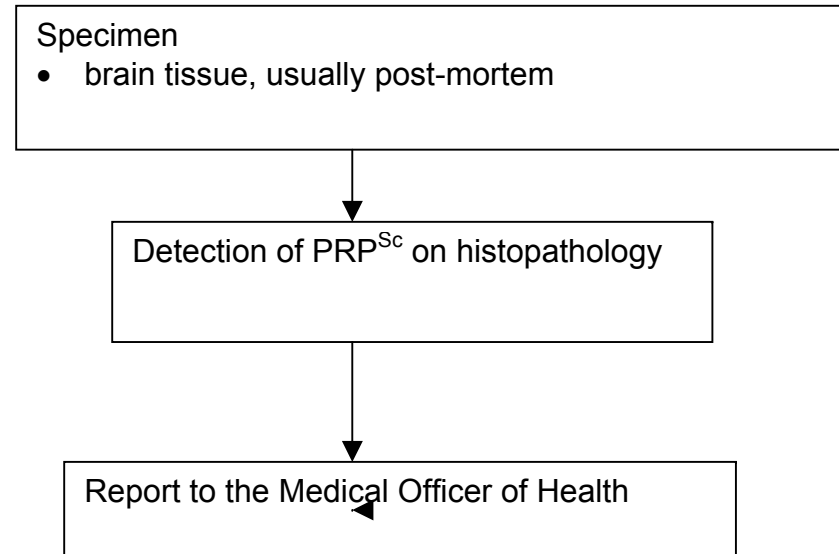 Specimen
• brain tissue, usually post-mortem
Detection of PRP^Sc on histopathology
Report to the Medical Officer of Health